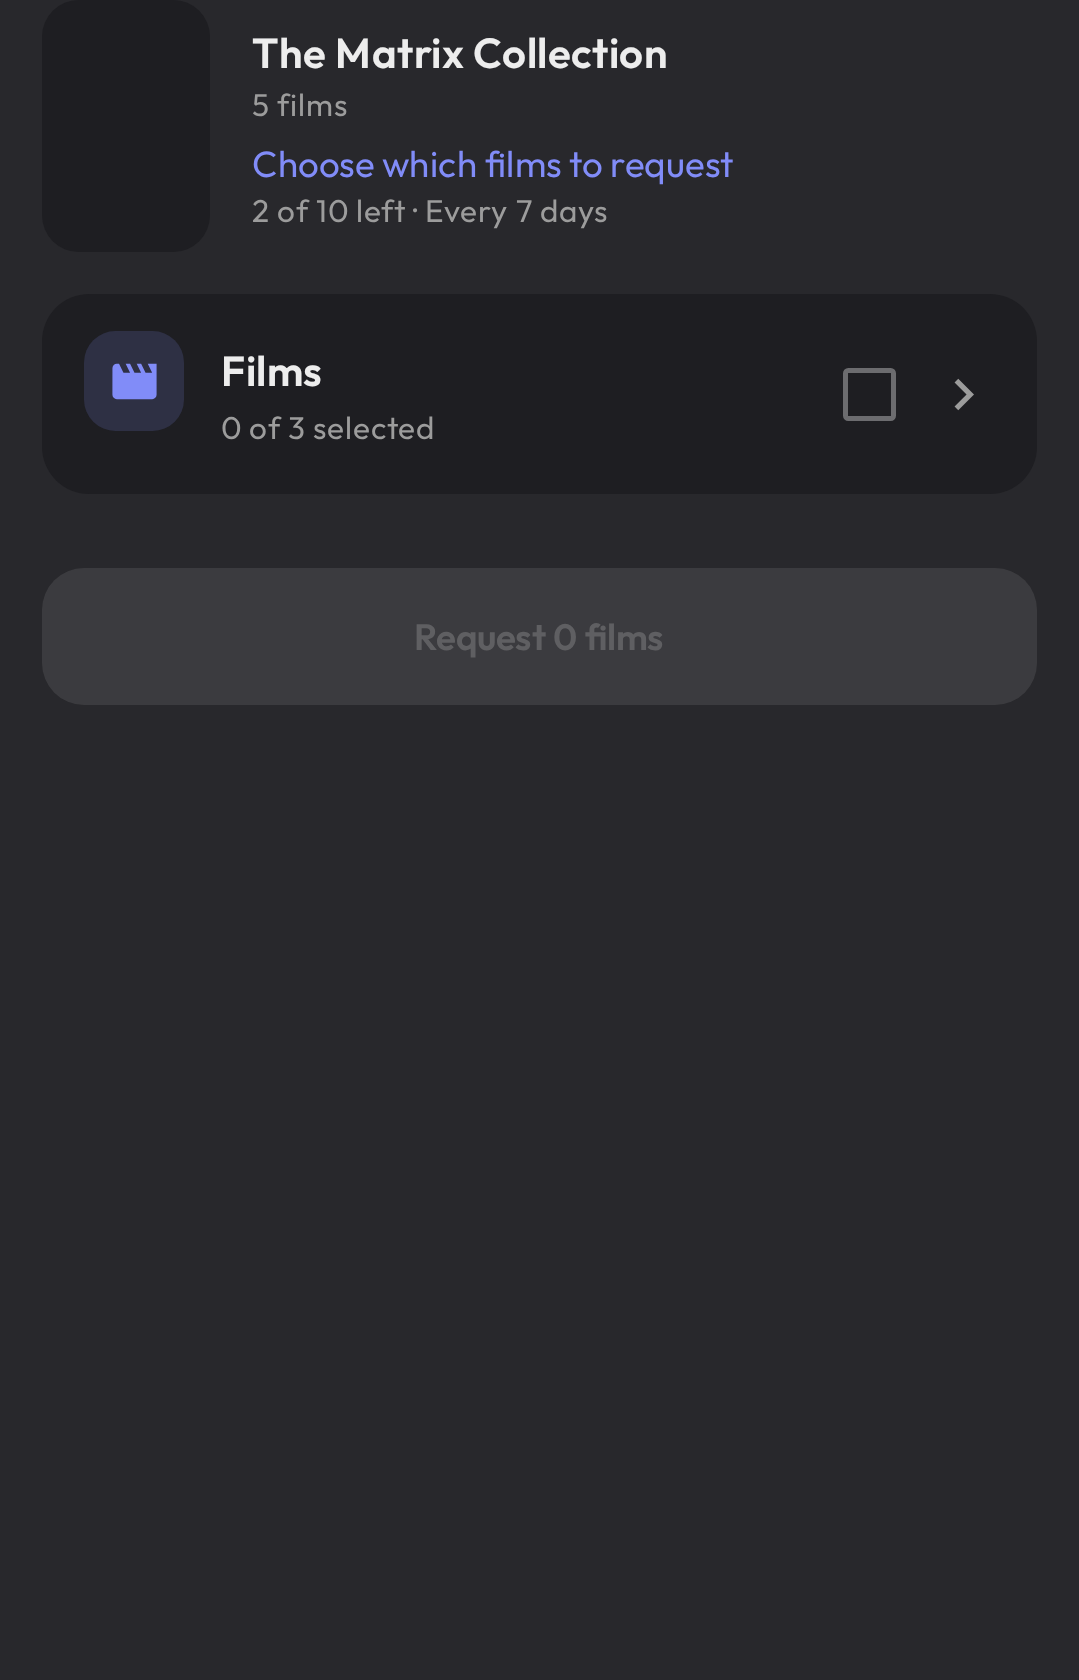 The Matrix Collection
5 films
Choose which films to request
2 of 10 left · Every 7 days
Films
0 of 3 selected
Request 0 films